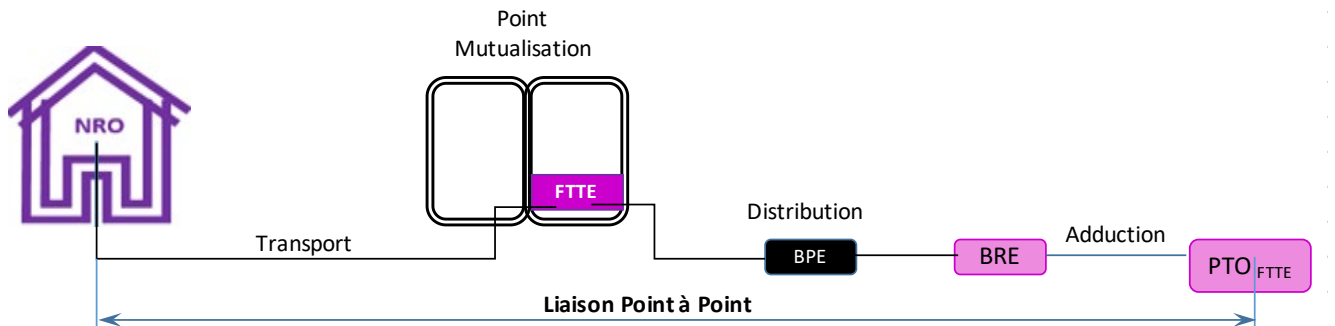 Point
Mutualisation
NRO
FTTE
Distribution
Transport
Adduction
BPE
BRE
PTO FTTE
Liaison Point à Point